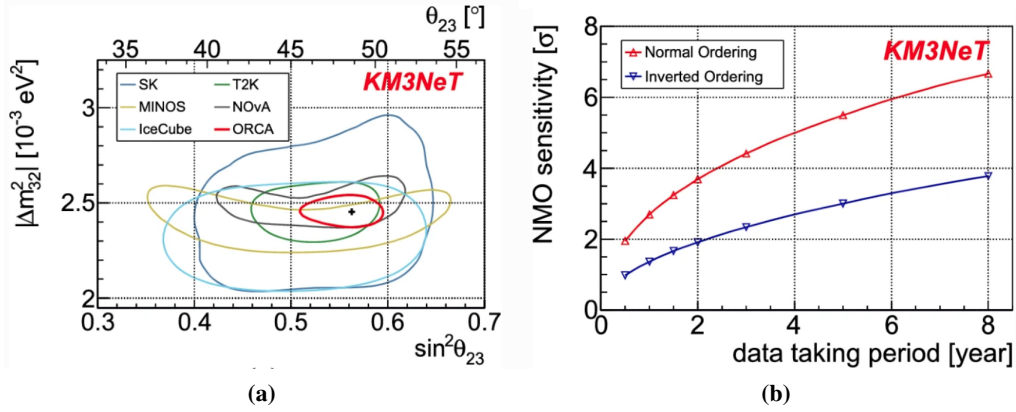 θ23 [°]
35 40 45 50 55
KM3NeT
SK T2K
MINOS NOvA
IceCube ORCA
|Δm²32| [10⁻³ eV²]
3
2.5
2
0.3 0.4 0.5 0.6 0.7
sin²θ23
(a)
8
KM3NeT
Normal Ordering
Inverted Ordering
NMO sensitivity [σ]
6
4
2
0
0 2 4 6 8
data taking period [year]
(b)